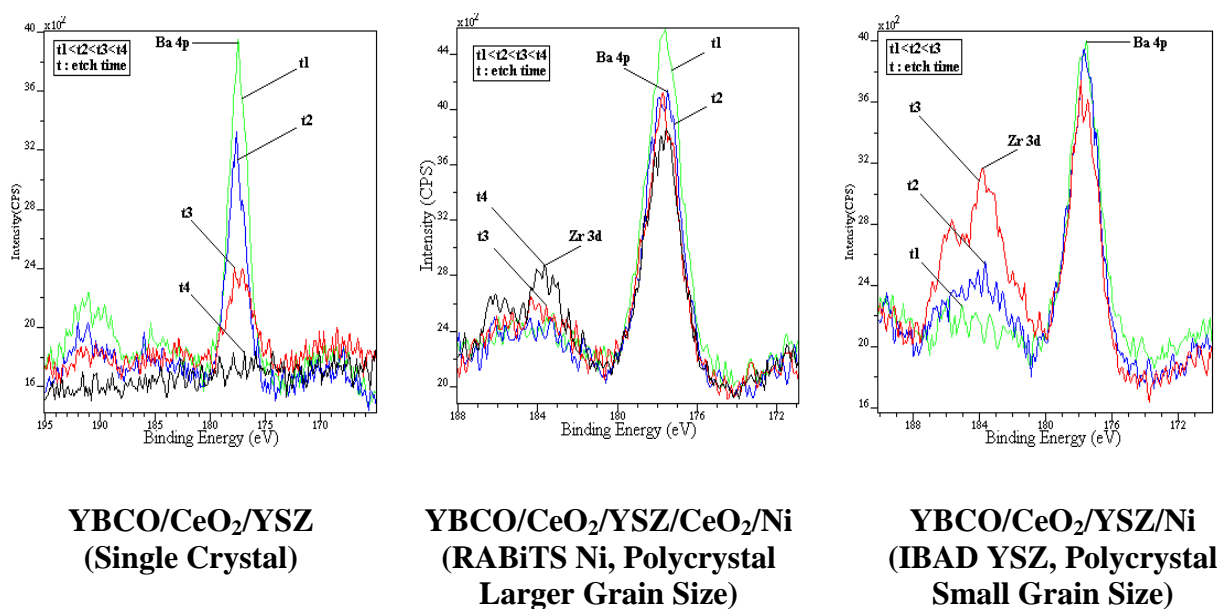 x10²
40
36
32
28
24
20
16
t1<t2<t3<t4
t : etch time
Ba 4p
t1
t2
t3
t4
Intensity(CPS)
195
190
185
180
175
170
Binding Energy (eV)
x10²
44
40
36
32
28
24
20
t1<t2<t3<t4
t : etch time
Ba 4p
t1
t2
t4
t3
Zr 3d
Intensity (CPS)
188
184
180
176
172
Binding Energy (eV)
x10²
40
36
32
28
24
20
16
t1<t2<t3
t : etch time
Ba 4p
t3
Zr 3d
t2
t1
Intensity(CPS)
188
184
180
176
172
Binding Energy (eV)
YBCO/CeO₂/YSZ
(Single Crystal)
YBCO/CeO₂/YSZ/CeO₂/Ni
(RABiTS Ni, Polycrystal
Larger Grain Size)
YBCO/CeO₂/YSZ/Ni
(IBAD YSZ, Polycrystal
Small Grain Size)